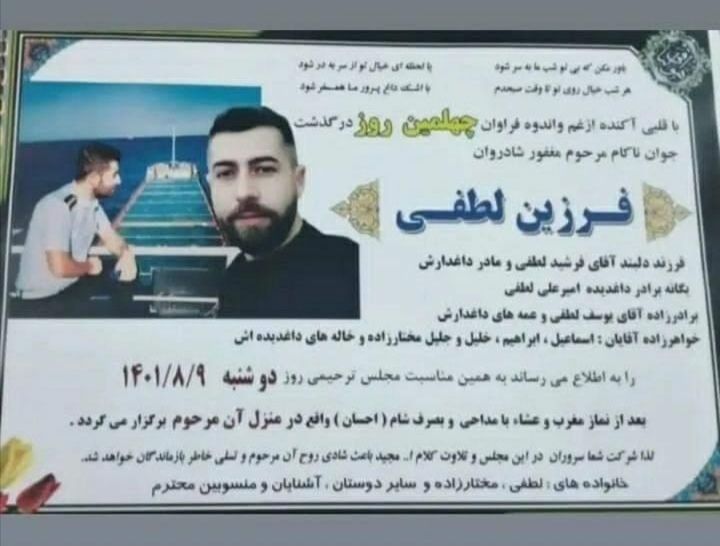 باور مکن که بی تو شب ما به سر شود
یا لحظه ای خیال تو از سر به در شود
هر شب خیال روی تو تا وقت صبحدم
با اشک داغ پرور ما همسفر شود
با قلبی آکنده ازغم واندوه فراوان چهلمین روز درگذشت
جوان ناکام مرحوم مغفور شادروان
فرزین لطفی
فرزند دلبند آقای فرشید لطفی و مادر داغدارش
یگانه برادر داغدیده امیرعلی لطفی
برادرزاده آقای یوسف لطفی و عمه های داغدارش
خواهرزاده آقایان : اسماعیل ، ابراهیم ، خلیل و جلیل مختارزاده و خاله های داغدیده اش
را به اطلاع می رساند به همین مناسبت مجلس ترحیمی روز دو شنبه ۱۴۰۱/۸/۹
بعد از نماز مغرب و عشاء با مداحی و بصرف شام ( احسان ) واقع در منزل آن مرحوم برگزار می گردد .
لذا شرکت شما سروران در این مجلس و تلاوت کلام ا.. مجید باعث شادی روح آن مرحوم و تسلی خاطر بازماندگان خواهد شد.
خانواده های : لطفی ، مختارزاده و سایر دوستان ، آشنایان و منسوبین محترم